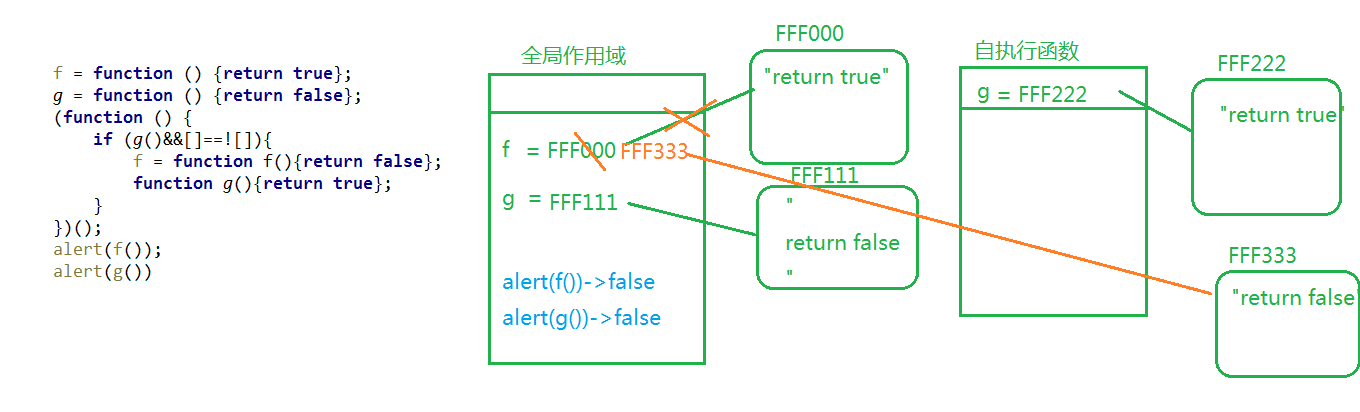 f = function () {return true};
g = function () {return false};
(function () {
if (g()&&[]==![]){
f = function f(){return false};
function g(){return true};
}
})();
alert(f());
alert(g())
全局作用域
f = FFF000 FFF333
g = FFF111
alert(f())->false
alert(g())->false
FFF000
"return true"
FFF111
"
return false
"
自执行函数
g = FFF222
FFF222
"return true"
FFF333
"return false"